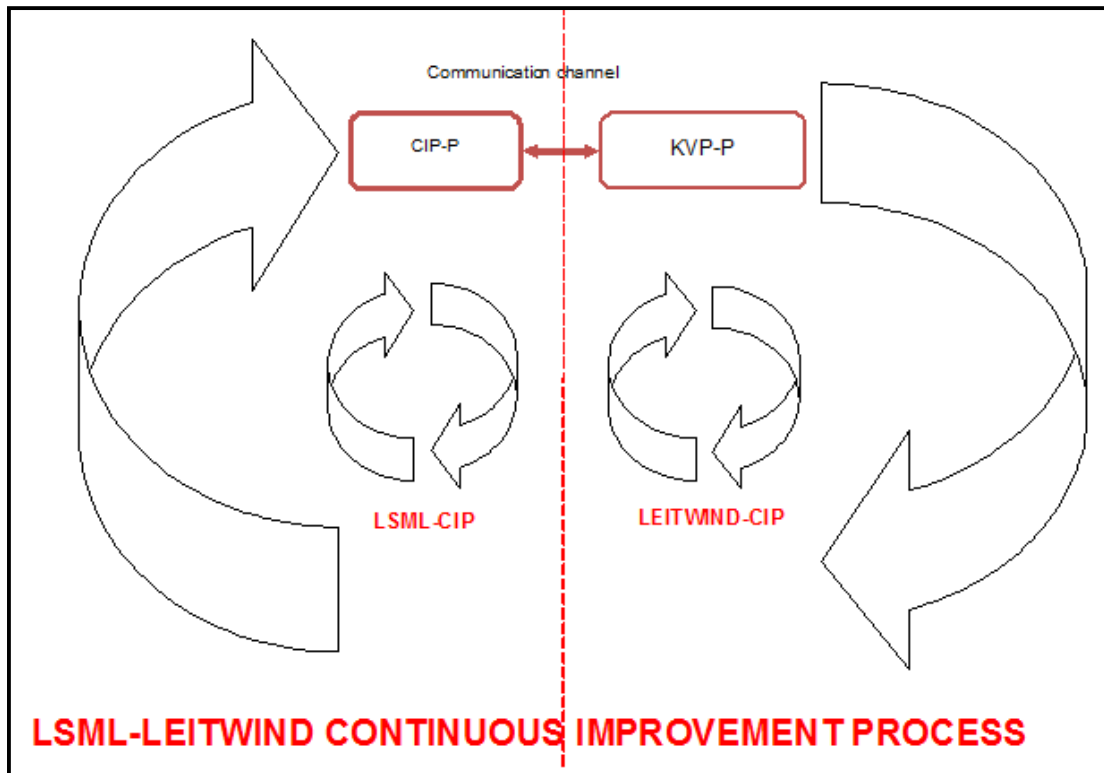 Communication channel
CIP-P
KVP-P
LSML-CIP
LEITWIND-CIP
LSML-LEITWIND CONTINUOUS IMPROVEMENT PROCESS